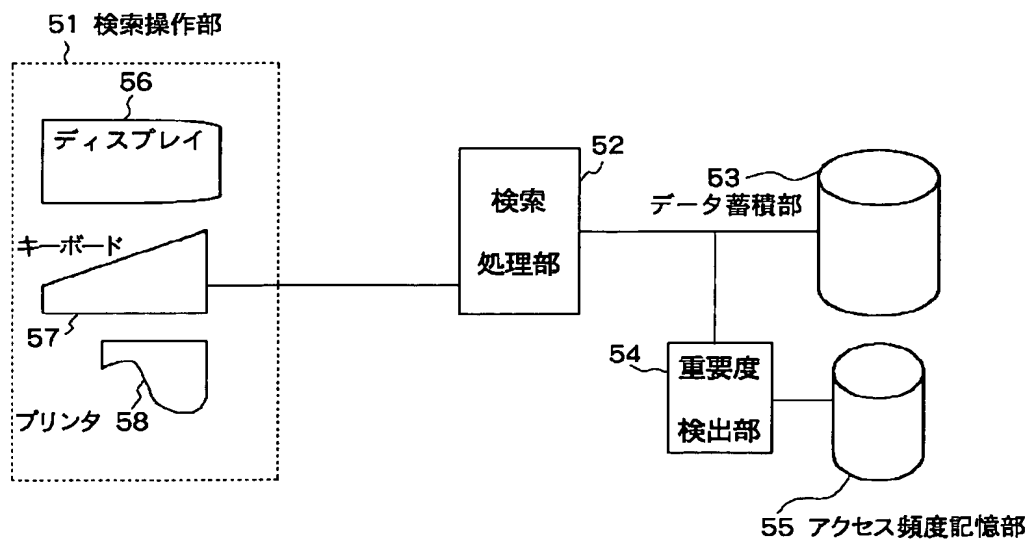 51 検索操作部
56
ディスプレイ
キーボード
57
プリンタ 58
52
検索
処理部
53
データ蓄積部
54
重要度
検出部
55 アクセス頻度記憶部